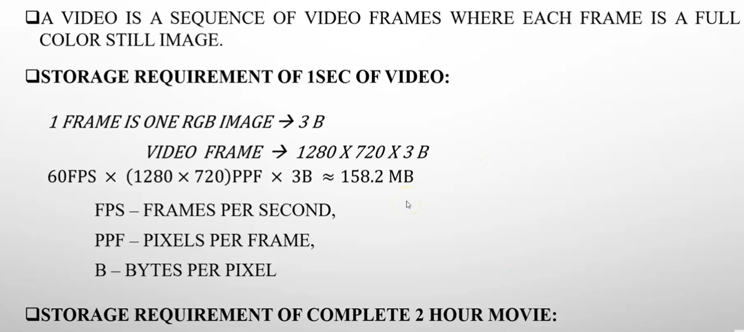 ❑A VIDEO IS A SEQUENCE OF VIDEO FRAMES WHERE EACH FRAME IS A FULL
COLOR STILL IMAGE.
❑STORAGE REQUIREMENT OF 1SEC OF VIDEO:
1 FRAME IS ONE RGB IMAGE → 3 B
VIDEO FRAME → 1280 X 720 X 3 B
60FPS × (1280 × 720)PPF × 3B ≈ 158.2 MB
FPS – FRAMES PER SECOND,
PPF – PIXELS PER FRAME,
B – BYTES PER PIXEL
❑STORAGE REQUIREMENT OF COMPLETE 2 HOUR MOVIE: